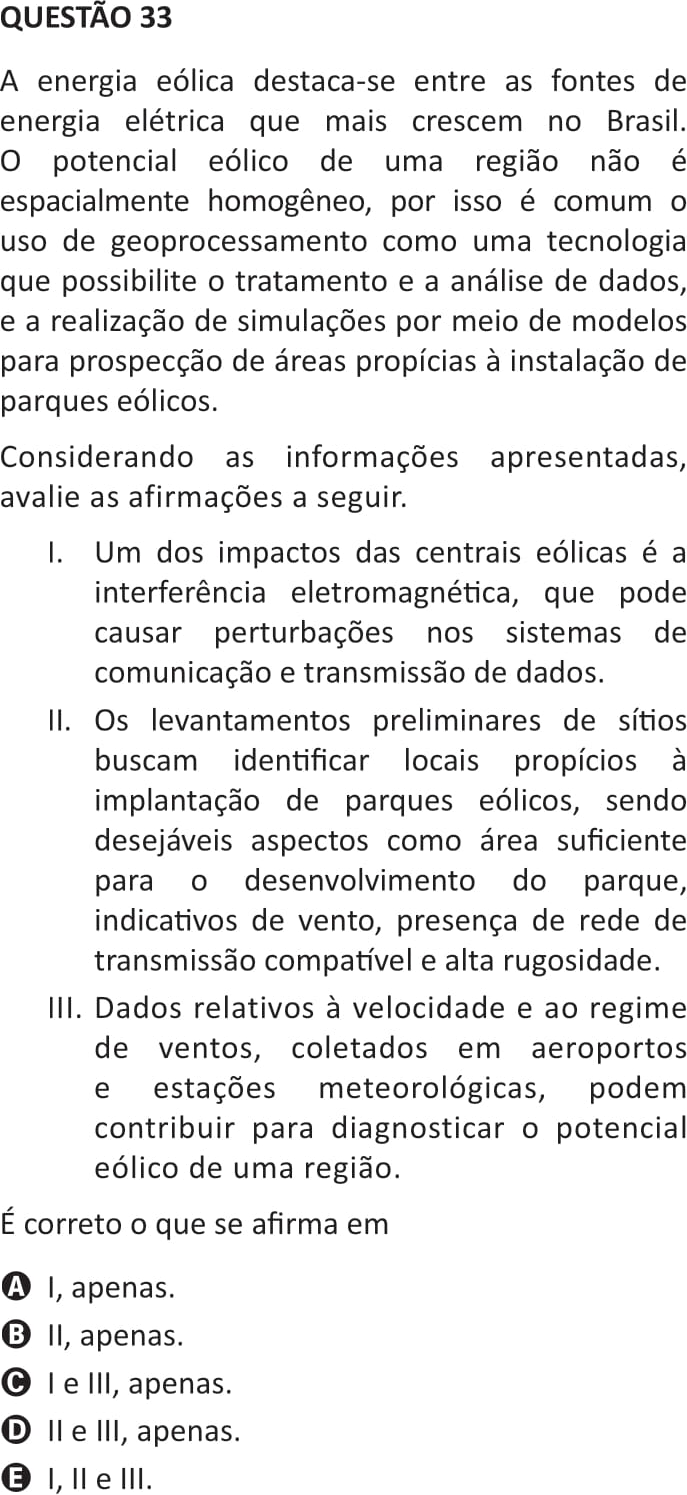 QUESTÃO 33
A energia eólica destaca-se entre as fontes de
energia elétrica que mais crescem no Brasil.
O potencial eólico de uma região não é
espacialmente homogêneo, por isso é comum o
uso de geoprocessamento como uma tecnologia
que possibilite o tratamento e a análise de dados,
e a realização de simulações por meio de modelos
para prospecção de áreas propícias à instalação de
parques eólicos.
Considerando as informações apresentadas,
avalie as afirmações a seguir.
I. Um dos impactos das centrais eólicas é a
interferência eletromagnética, que pode
causar perturbações nos sistemas de
comunicação e transmissão de dados.
II. Os levantamentos preliminares de sítios
buscam identificar locais propícios à
implantação de parques eólicos, sendo
desejáveis aspectos como área suficiente
para o desenvolvimento do parque,
indicativos de vento, presença de rede de
transmissão compatível e alta rugosidade.
III. Dados relativos à velocidade e ao regime
de ventos, coletados em aeroportos
e estações meteorológicas, podem
contribuir para diagnosticar o potencial
eólico de uma região.
É correto o que se afirma em
A I, apenas.
B II, apenas.
C I e III, apenas.
D II e III, apenas.
E I, II e III.